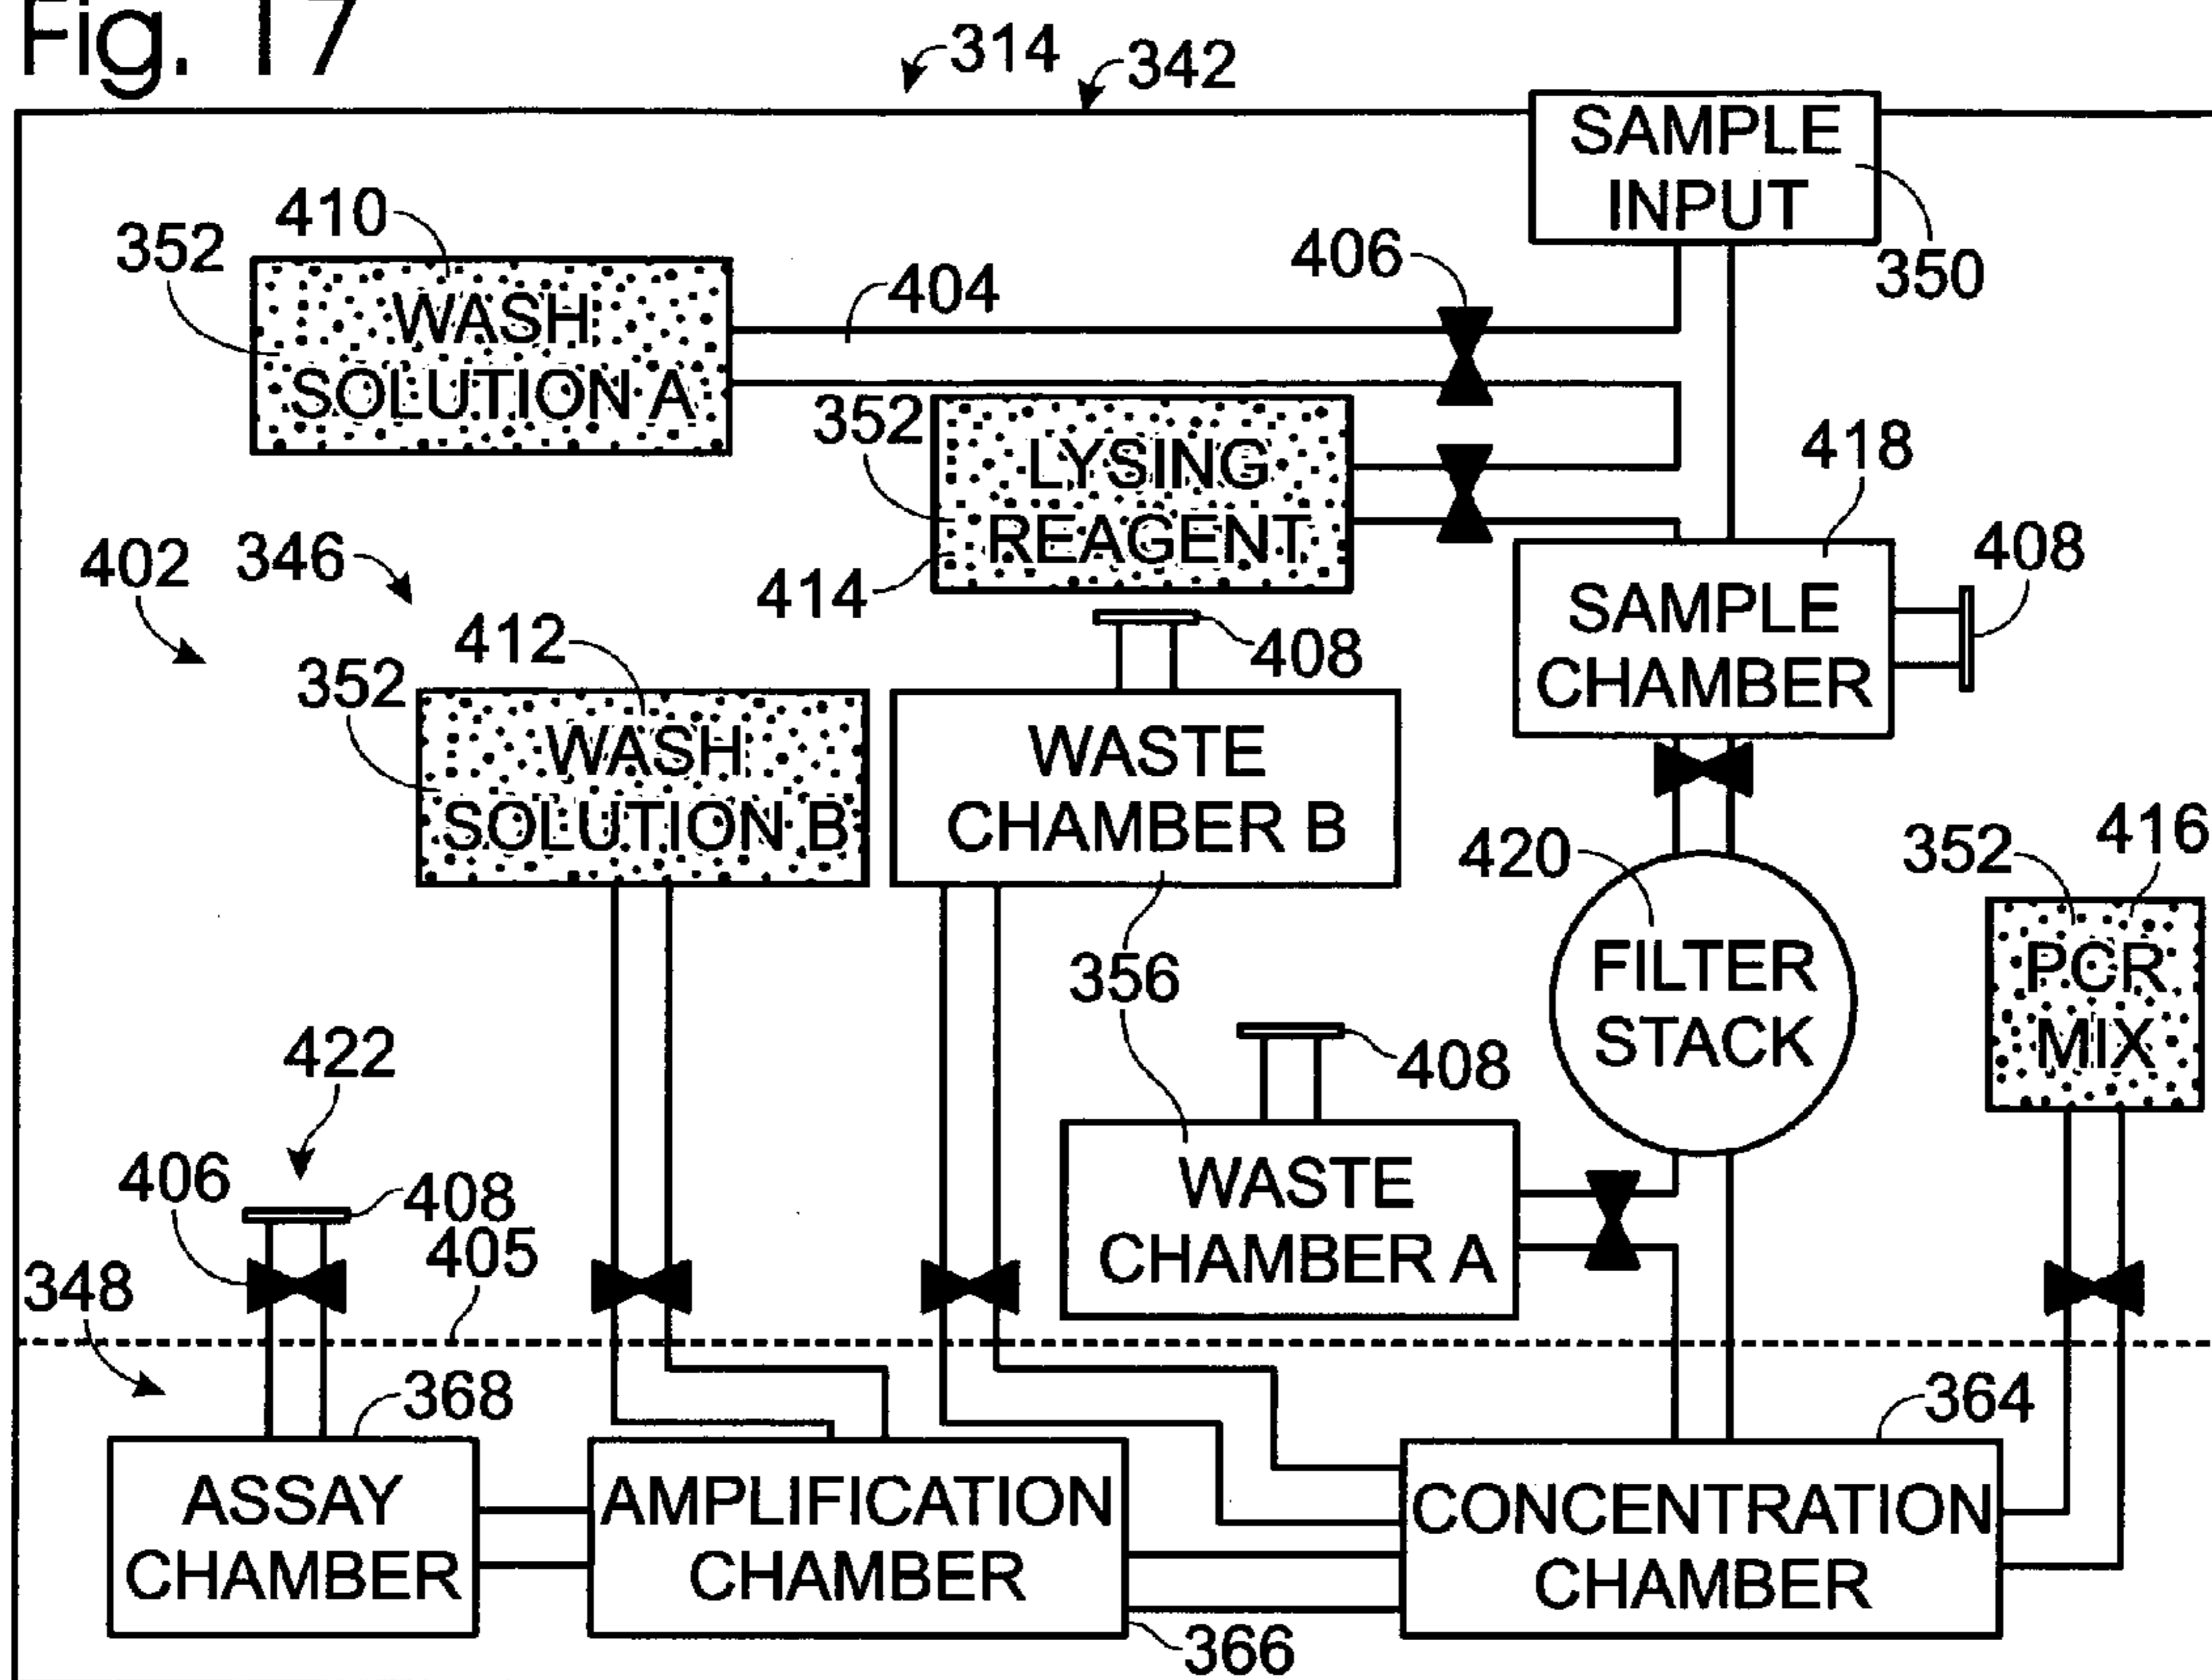 Fig. 17
314
342
SAMPLE
INPUT
350
410
352
WASH
SOLUTION A
404
406
352
LYSING
REAGENT
414
418
408
SAMPLE
CHAMBER
402
346
412
352
WASH
SOLUTION B
408
WASTE
CHAMBER B
356
420
FILTER
STACK
352
416
PCR
MIX
422
406
408
405
408
WASTE
CHAMBER A
348
368
364
ASSAY
CHAMBER
AMPLIFICATION
CHAMBER
366
CONCENTRATION
CHAMBER